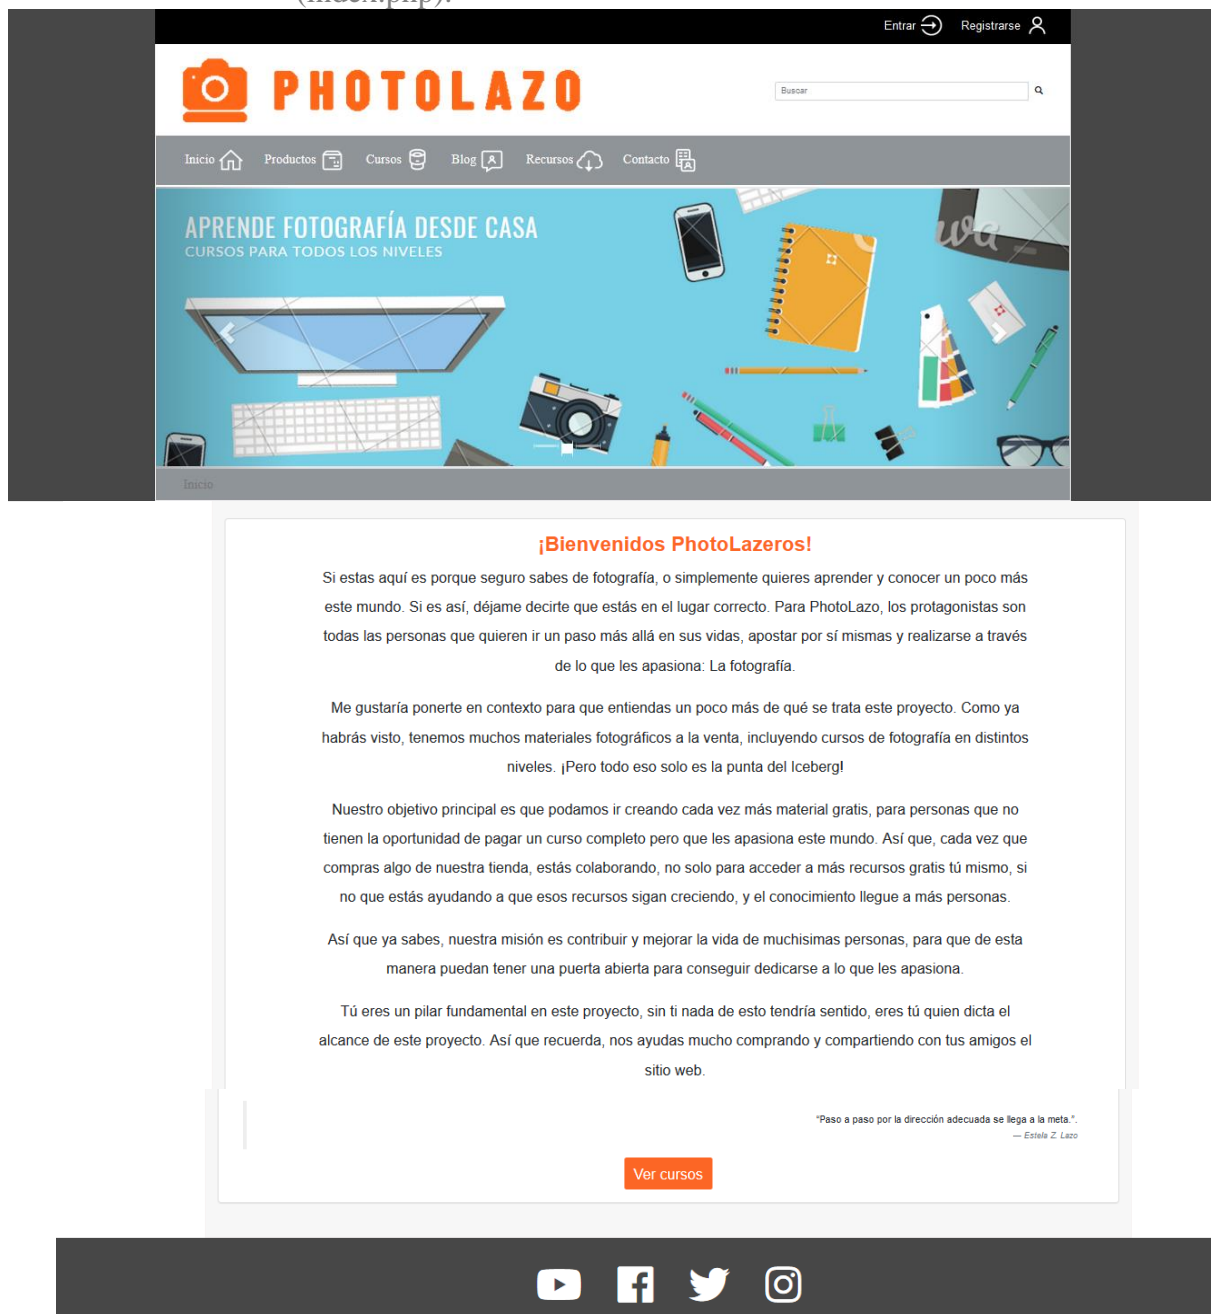 (index.php).
Entrar Registrarse
PHOTOLAZO
Buscar
Inicio Productos Cursos Blog Recursos Contacto
APRENDE FOTOGRAFÍA DESDE CASA
CURSOS PARA TODOS LOS NIVELES
Inicio
¡Bienvenidos PhotoLazeros!
Si estas aquí es porque seguro sabes de fotografía, o simplemente quieres aprender y conocer un poco más
este mundo. Si es así, déjame decirte que estás en el lugar correcto. Para PhotoLazo, los protagonistas son
todas las personas que quieren ir un paso más allá en sus vidas, apostar por sí mismas y realizarse a través
de lo que les apasiona: La fotografía.
Me gustaría ponerte en contexto para que entiendas un poco más de qué se trata este proyecto. Como ya
habrás visto, tenemos muchos materiales fotográficos a la venta, incluyendo cursos de fotografía en distintos
niveles. ¡Pero todo eso solo es la punta del Iceberg!
Nuestro objetivo principal es que podamos ir creando cada vez más material gratis, para personas que no
tienen la oportunidad de pagar un curso completo pero que les apasiona este mundo. Así que, cada vez que
compras algo de nuestra tienda, estás colaborando, no solo para acceder a más recursos gratis tú mismo, si
no que estás ayudando a que esos recursos sigan creciendo, y el conocimiento llegue a más personas.
Así que ya sabes, nuestra misión es contribuir y mejorar la vida de muchisimas personas, para que de esta
manera puedan tener una puerta abierta para conseguir dedicarse a lo que les apasiona.
Tú eres un pilar fundamental en este proyecto, sin ti nada de esto tendría sentido, eres tú quien dicta el
alcance de este proyecto. Así que recuerda, nos ayudas mucho comprando y compartiendo con tus amigos el
sitio web.
"Paso a paso por la dirección adecuada se llega a la meta.".
— Estela Z. Lazo
Ver cursos